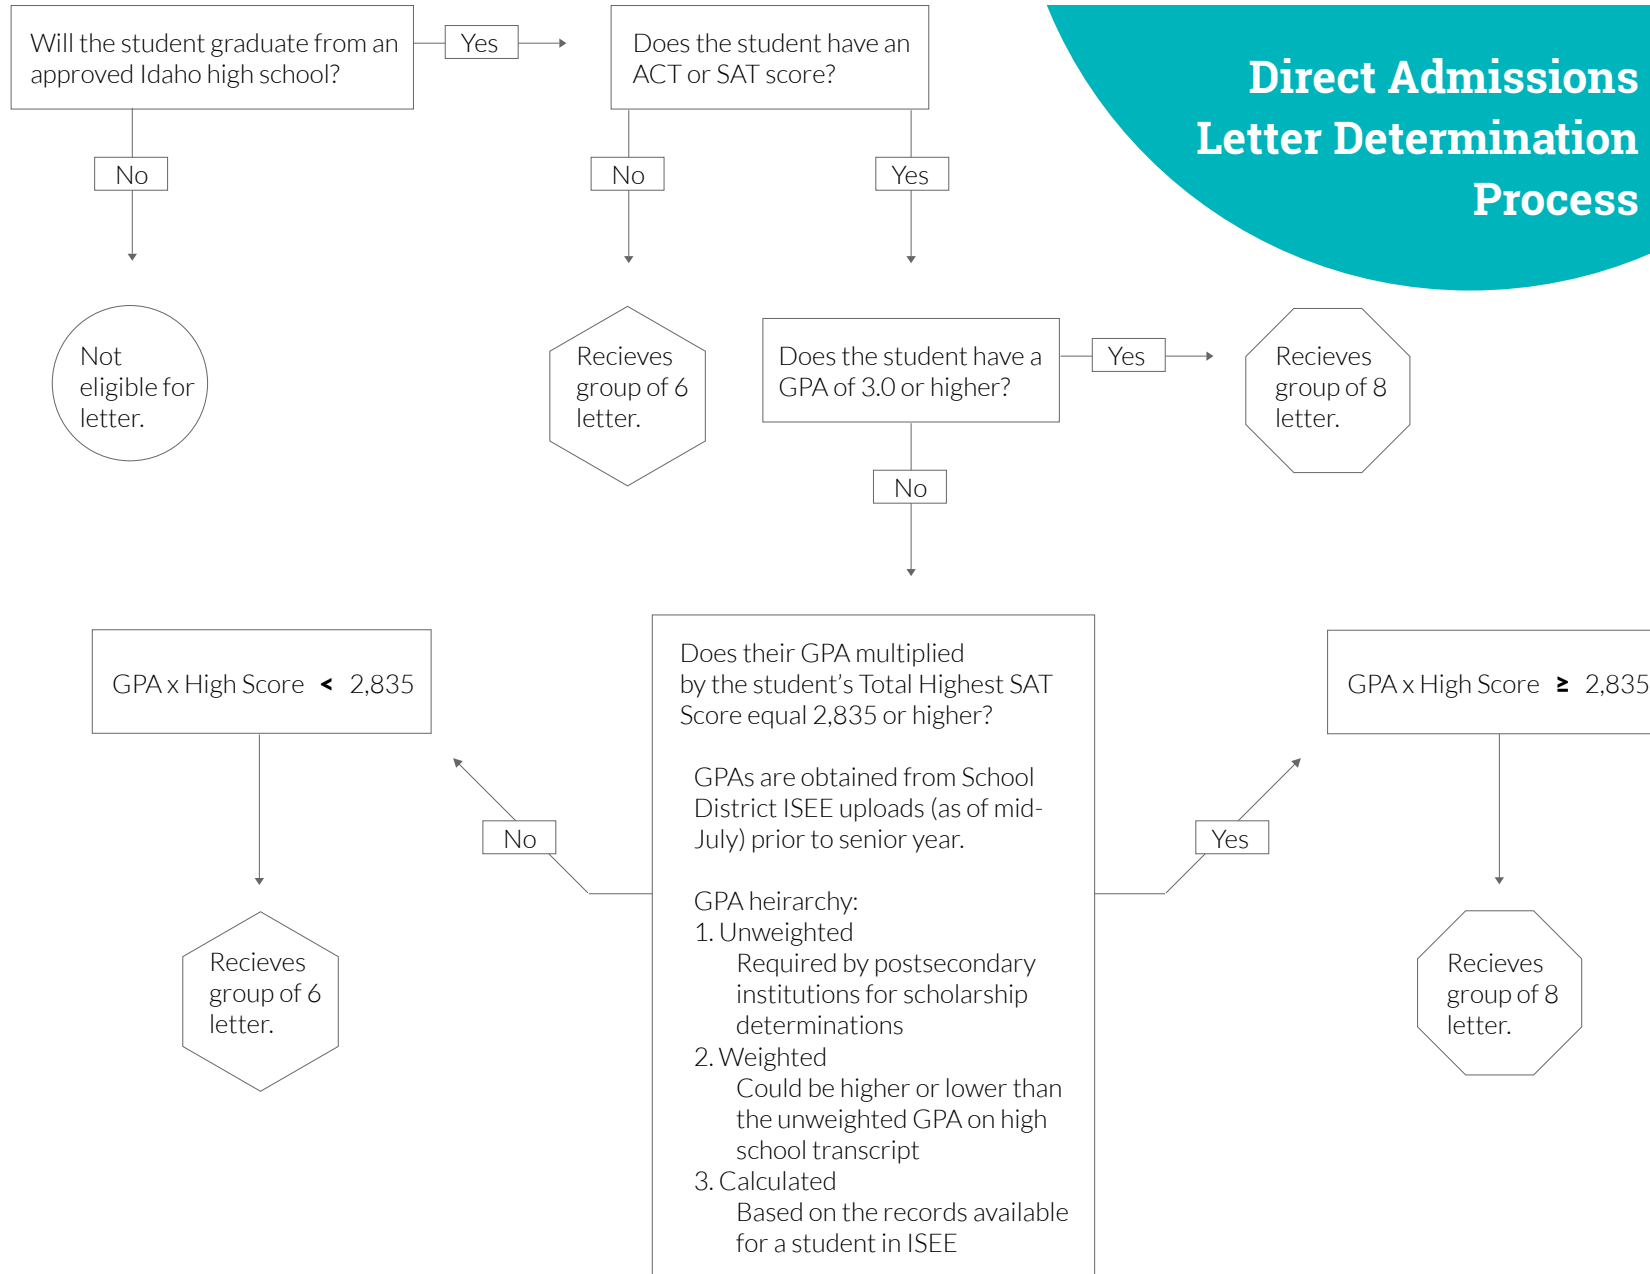 Direct Admissions
Letter Determination
Process
Will the student graduate from an
approved Idaho high school?
Yes
Does the student have an
ACT or SAT score?
No
No
Yes
Not
eligible for
letter.
Recieves
group of 6
letter.
Does the student have a
GPA of 3.0 or higher?
Yes
Recieves
group of 8
letter.
No
GPA x High Score < 2,835
Does their GPA multiplied
by the student's Total Highest SAT
Score equal 2,835 or higher?
GPAs are obtained from School
District ISEE uploads (as of mid-
July) prior to senior year.
GPA heirarchy:
1. Unweighted
Required by postsecondary
institutions for scholarship
determinations
2. Weighted
Could be higher or lower than
the unweighted GPA on high
school transcript
3. Calculated
Based on the records available
for a student in ISEE
GPA x High Score ≥ 2,835
No
Yes
Recieves
group of 6
letter.
Recieves
group of 8
letter.